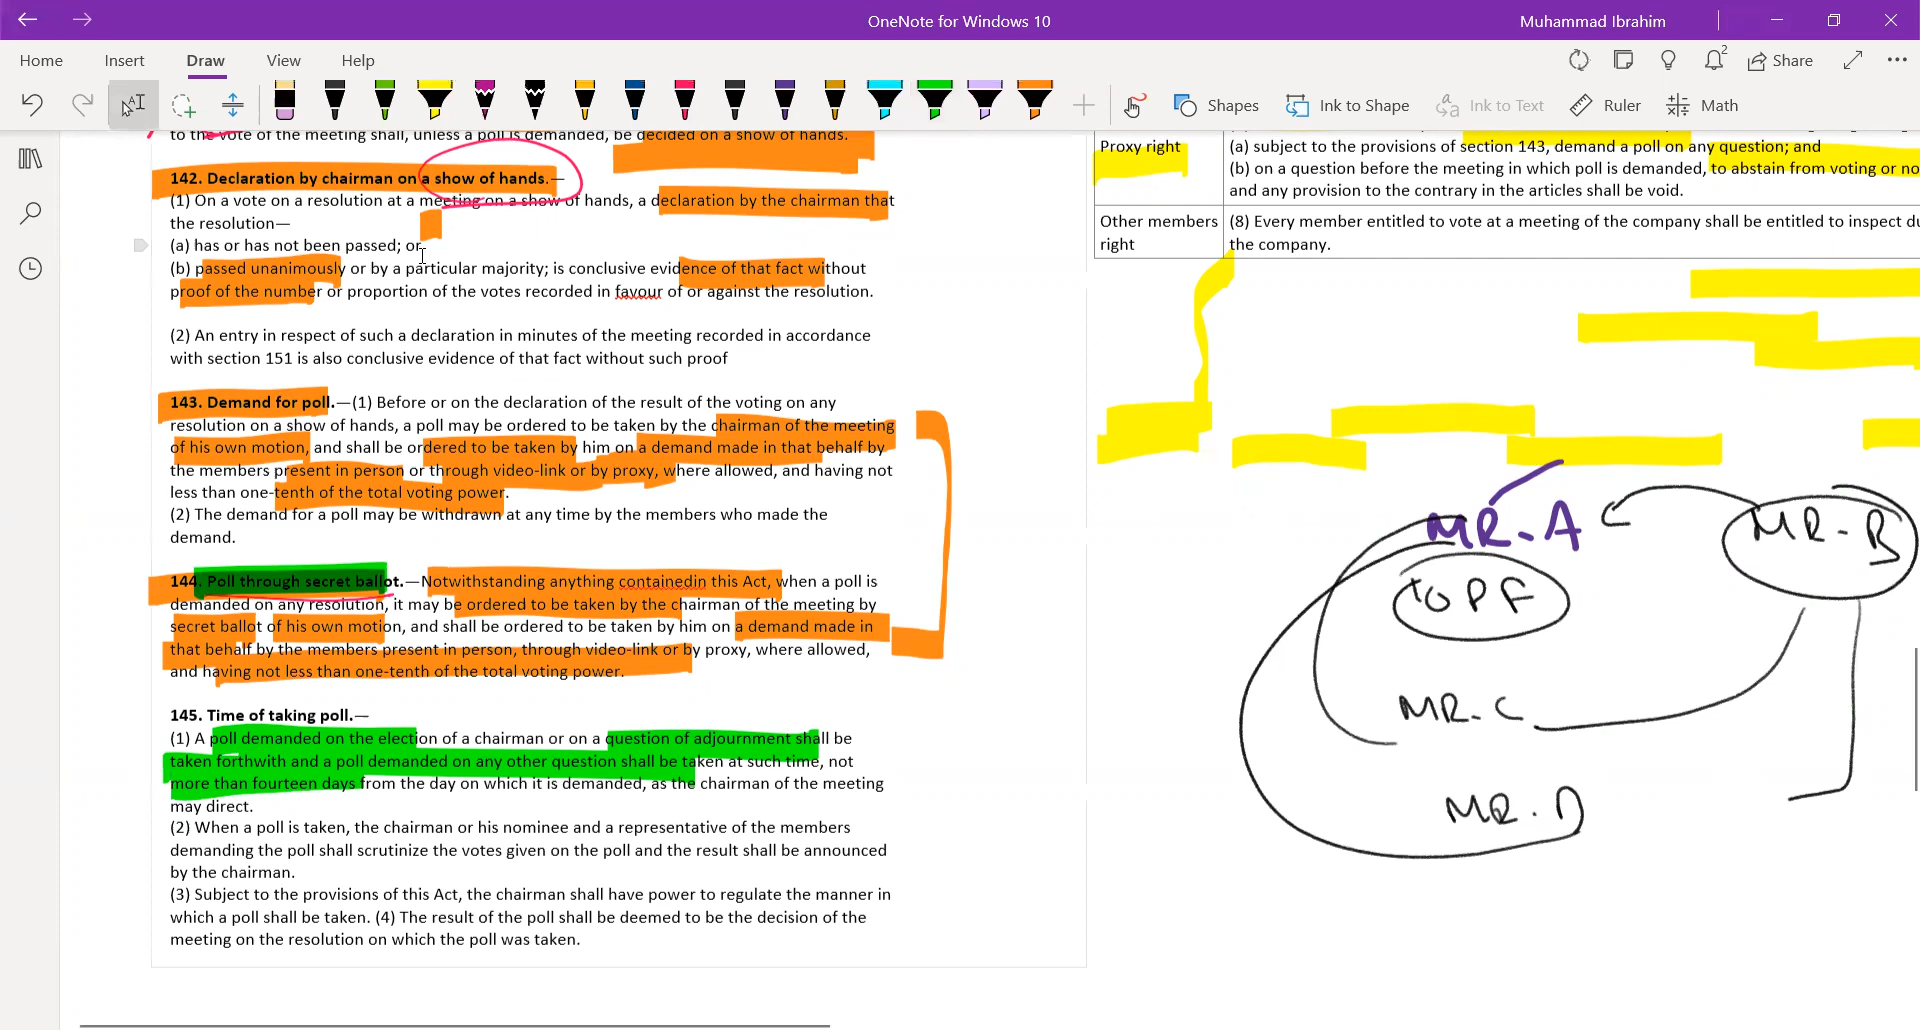 OneNote for Windows 10
Muhammad Ibrahim
Home
Insert
Draw
View
Help
2
Share
Shapes
Ink to Shape
Ink to Text
Ruler
Math
to the vote of the meeting shall, unless a poll is demanded, be decided on a show of hands.
142. Declaration by chairman on a show of hands.—
(1) On a vote on a resolution at a meeting on a show of hands, a declaration by the chairman that
the resolution—
(a) has or has not been passed; or
(b) passed unanimously or by a particular majority; is conclusive evidence of that fact without
proof of the number or proportion of the votes recorded in favour of or against the resolution.
(2) An entry in respect of such a declaration in minutes of the meeting recorded in accordance
with section 151 is also conclusive evidence of that fact without such proof
143. Demand for poll.—(1) Before or on the declaration of the result of the voting on any
resolution on a show of hands, a poll may be ordered to be taken by the chairman of the meeting
of his own motion, and shall be ordered to be taken by him on a demand made in that behalf by
the members present in person or through video-link or by proxy, where allowed, and having not
less than one-tenth of the total voting power.
(2) The demand for a poll may be withdrawn at any time by the members who made the
demand.
144. Poll through secret ballot.—Notwithstanding anything containedin this Act, when a poll is
demanded on any resolution, it may be ordered to be taken by the chairman of the meeting by
secret ballot of his own motion, and shall be ordered to be taken by him on a demand made in
that behalf by the members present in person, through video-link or by proxy, where allowed,
and having not less than one-tenth of the total voting power.
145. Time of taking poll.—
(1) A poll demanded on the election of a chairman or on a question of adjournment shall be
taken forthwith and a poll demanded on any other question shall be taken at such time, not
more than fourteen days from the day on which it is demanded, as the chairman of the meeting
may direct.
(2) When a poll is taken, the chairman or his nominee and a representative of the members
demanding the poll shall scrutinize the votes given on the poll and the result shall be announced
by the chairman.
(3) Subject to the provisions of this Act, the chairman shall have power to regulate the manner in
which a poll shall be taken. (4) The result of the poll shall be deemed to be the decision of the
meeting on the resolution on which the poll was taken.
Proxy right
(a) subject to the provisions of section 143, demand a poll on any question; and
(b) on a question before the meeting in which poll is demanded, to abstain from voting or no
and any provision to the contrary in the articles shall be void.
Other members
right
(8) Every member entitled to vote at a meeting of the company shall be entitled to inspect du
the company.
MR. A
MR-B
PF
MR-C
MR. D